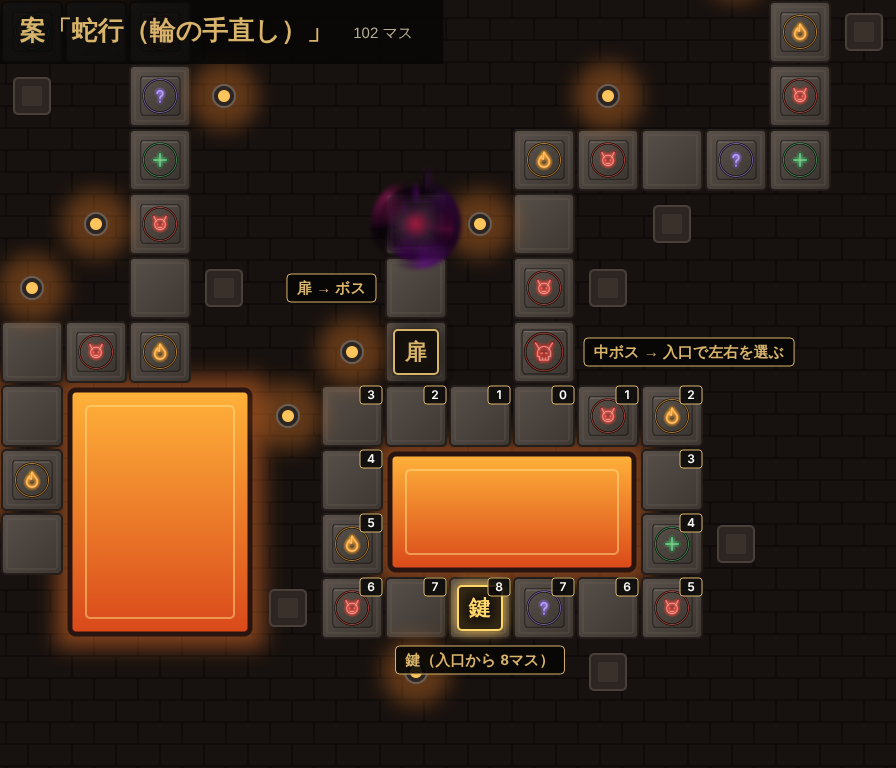 案「蛇行（輪の手直し）」 102 マス
?
?
扉 → ボス
扉
中ボス → 入口で左右を選ぶ
3 2 1 0 1 2
4 3
5 4
6 7 8 7 6 5
鍵 ?
鍵（入口から 8マス）